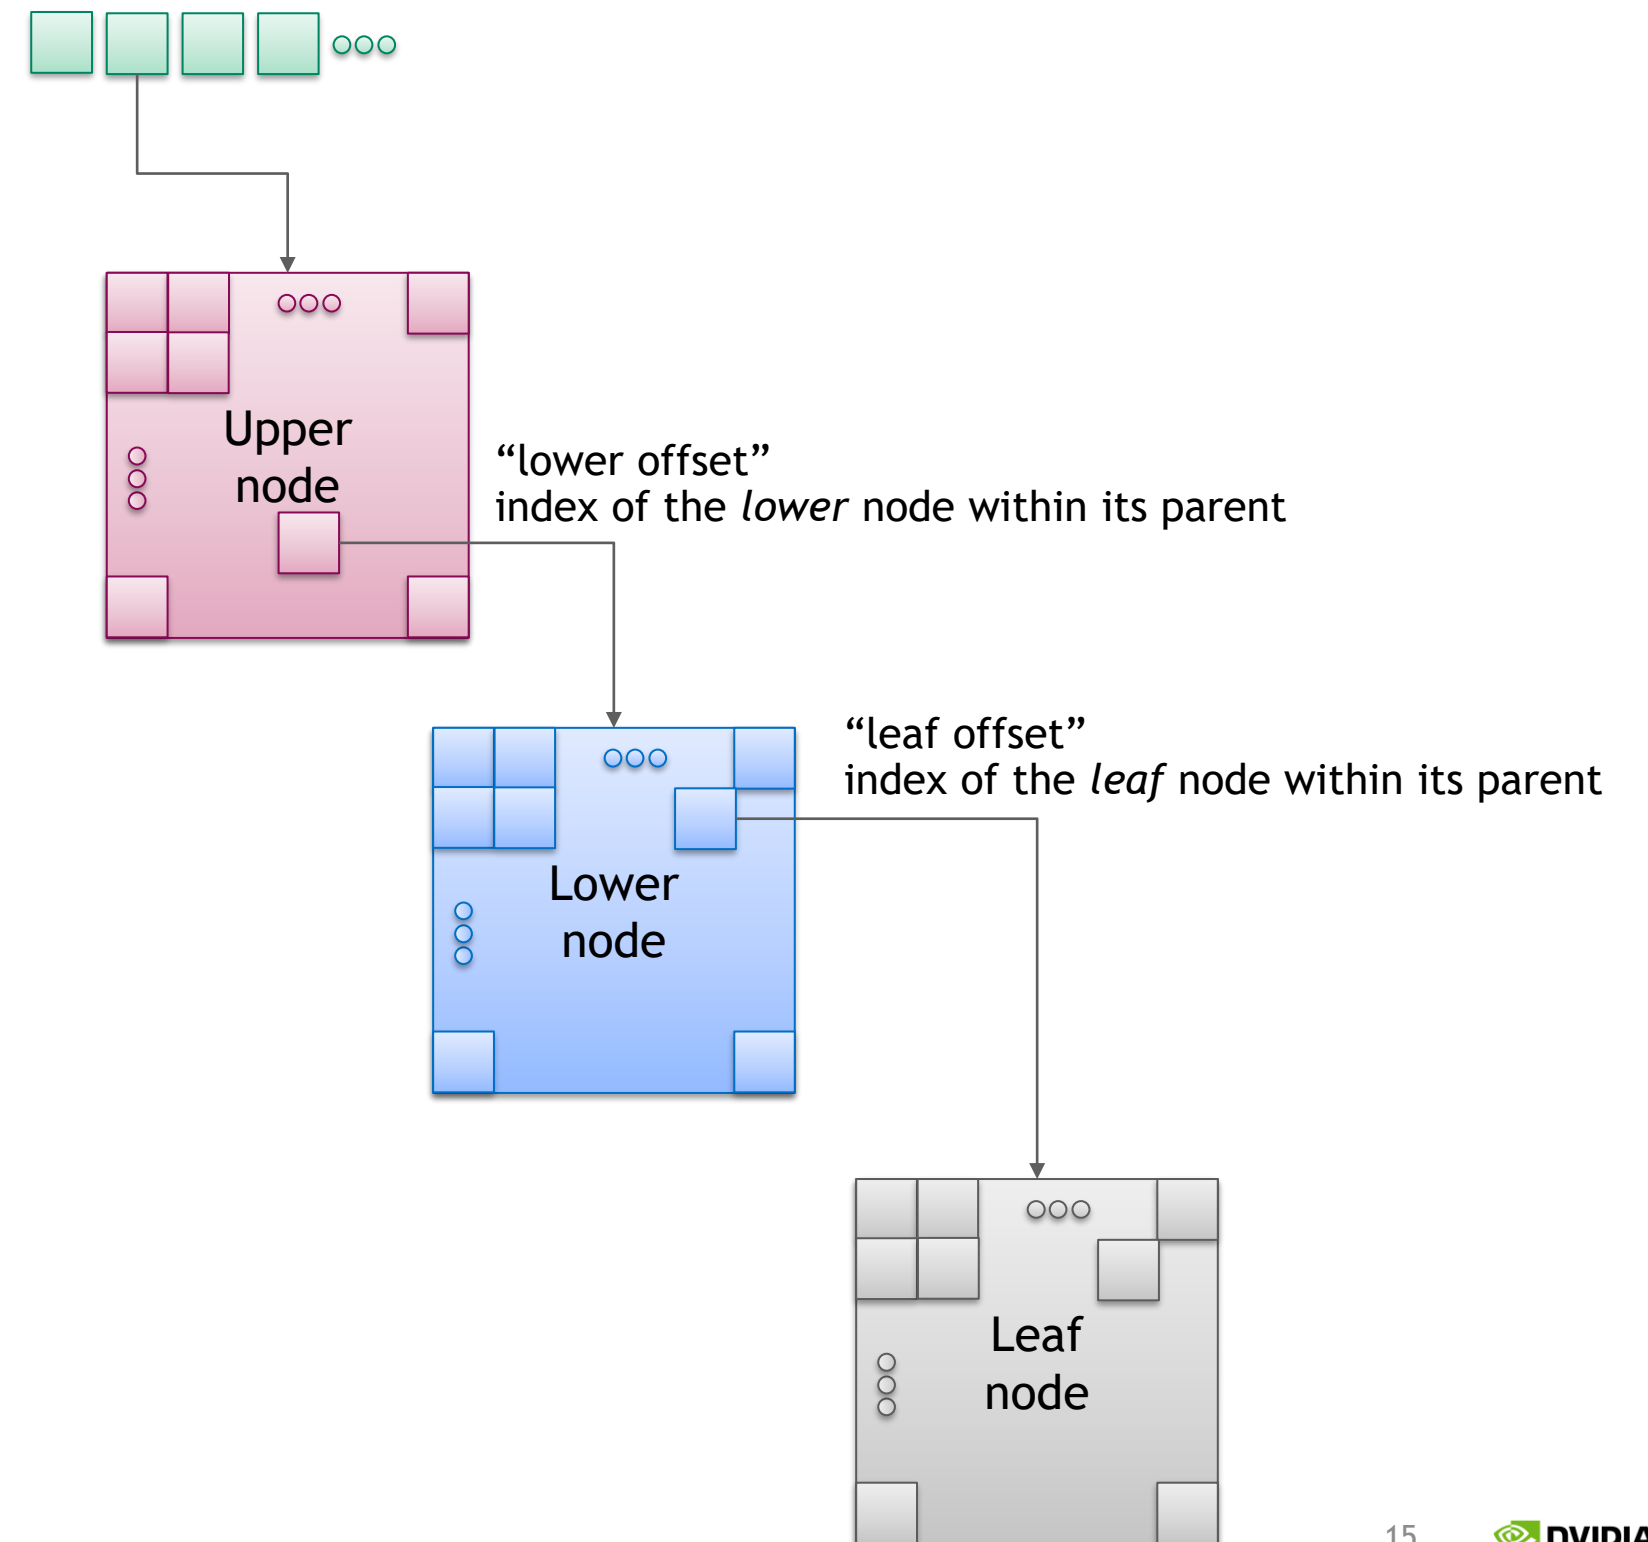 Upper
node
“lower offset”
index of the lower node within its parent
“leaf offset”
index of the leaf node within its parent
Lower
node
Leaf
node
15
NVIDIA